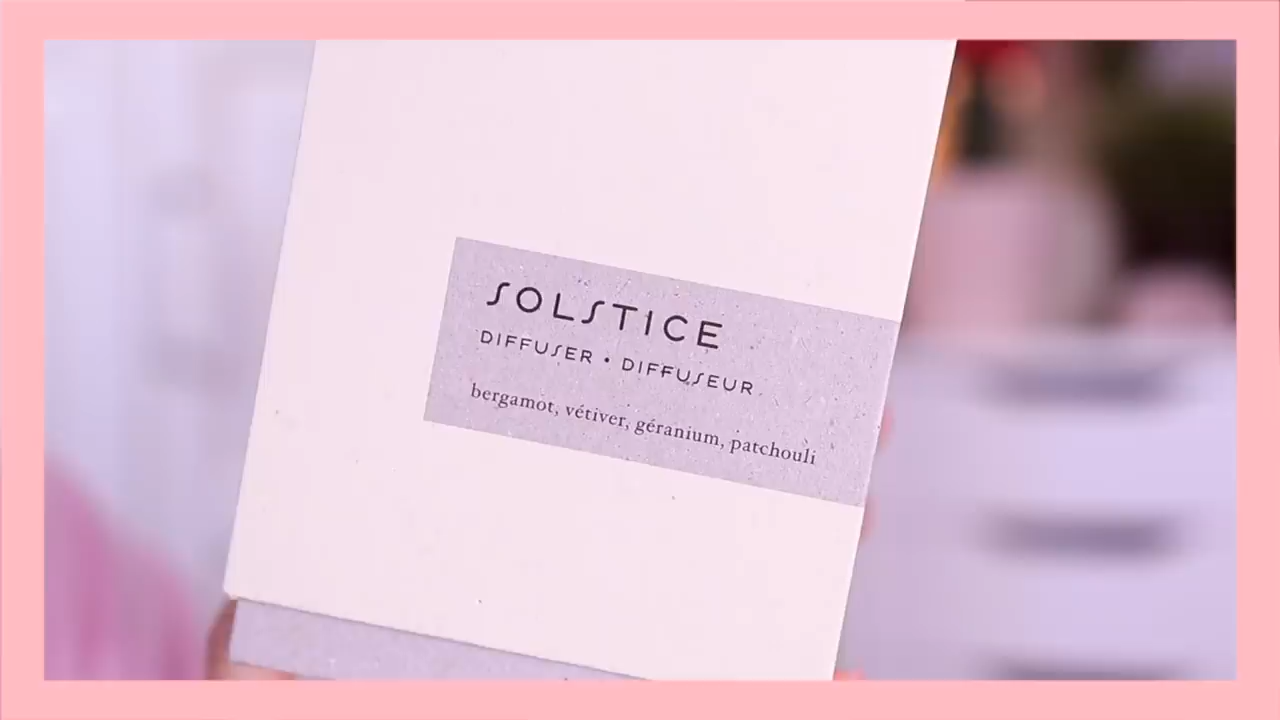 SOLSTICE
DIFFUSER • DIFFUSEUR
bergamot, vétiver, géranium, patchouli